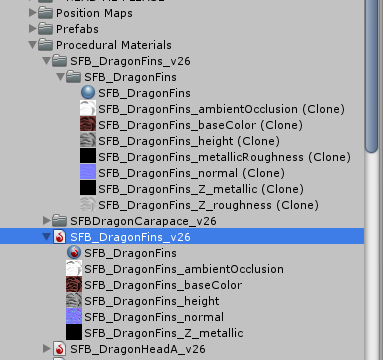 Position Maps
Prefabs
Procedural Materials
SFB_DragonFins_v26
SFB_DragonFins
SFB_DragonFins
SFB_DragonFins_ambientOcclusion (Clone)
SFB_DragonFins_baseColor (Clone)
SFB_DragonFins_height (Clone)
SFB_DragonFins_metallicRoughness (Clone)
SFB_DragonFins_normal (Clone)
SFB_DragonFins_Z_metallic (Clone)
SFB_DragonFins_Z_roughness (Clone)
SFBDragonCarapace_v26
SFB_DragonFins_v26
SFB_DragonFins
SFB_DragonFins_ambientOcclusion
SFB_DragonFins_baseColor
SFB_DragonFins_height
SFB_DragonFins_normal
SFB_DragonFins_Z_metallic
SFB_DragonHeadA_v26